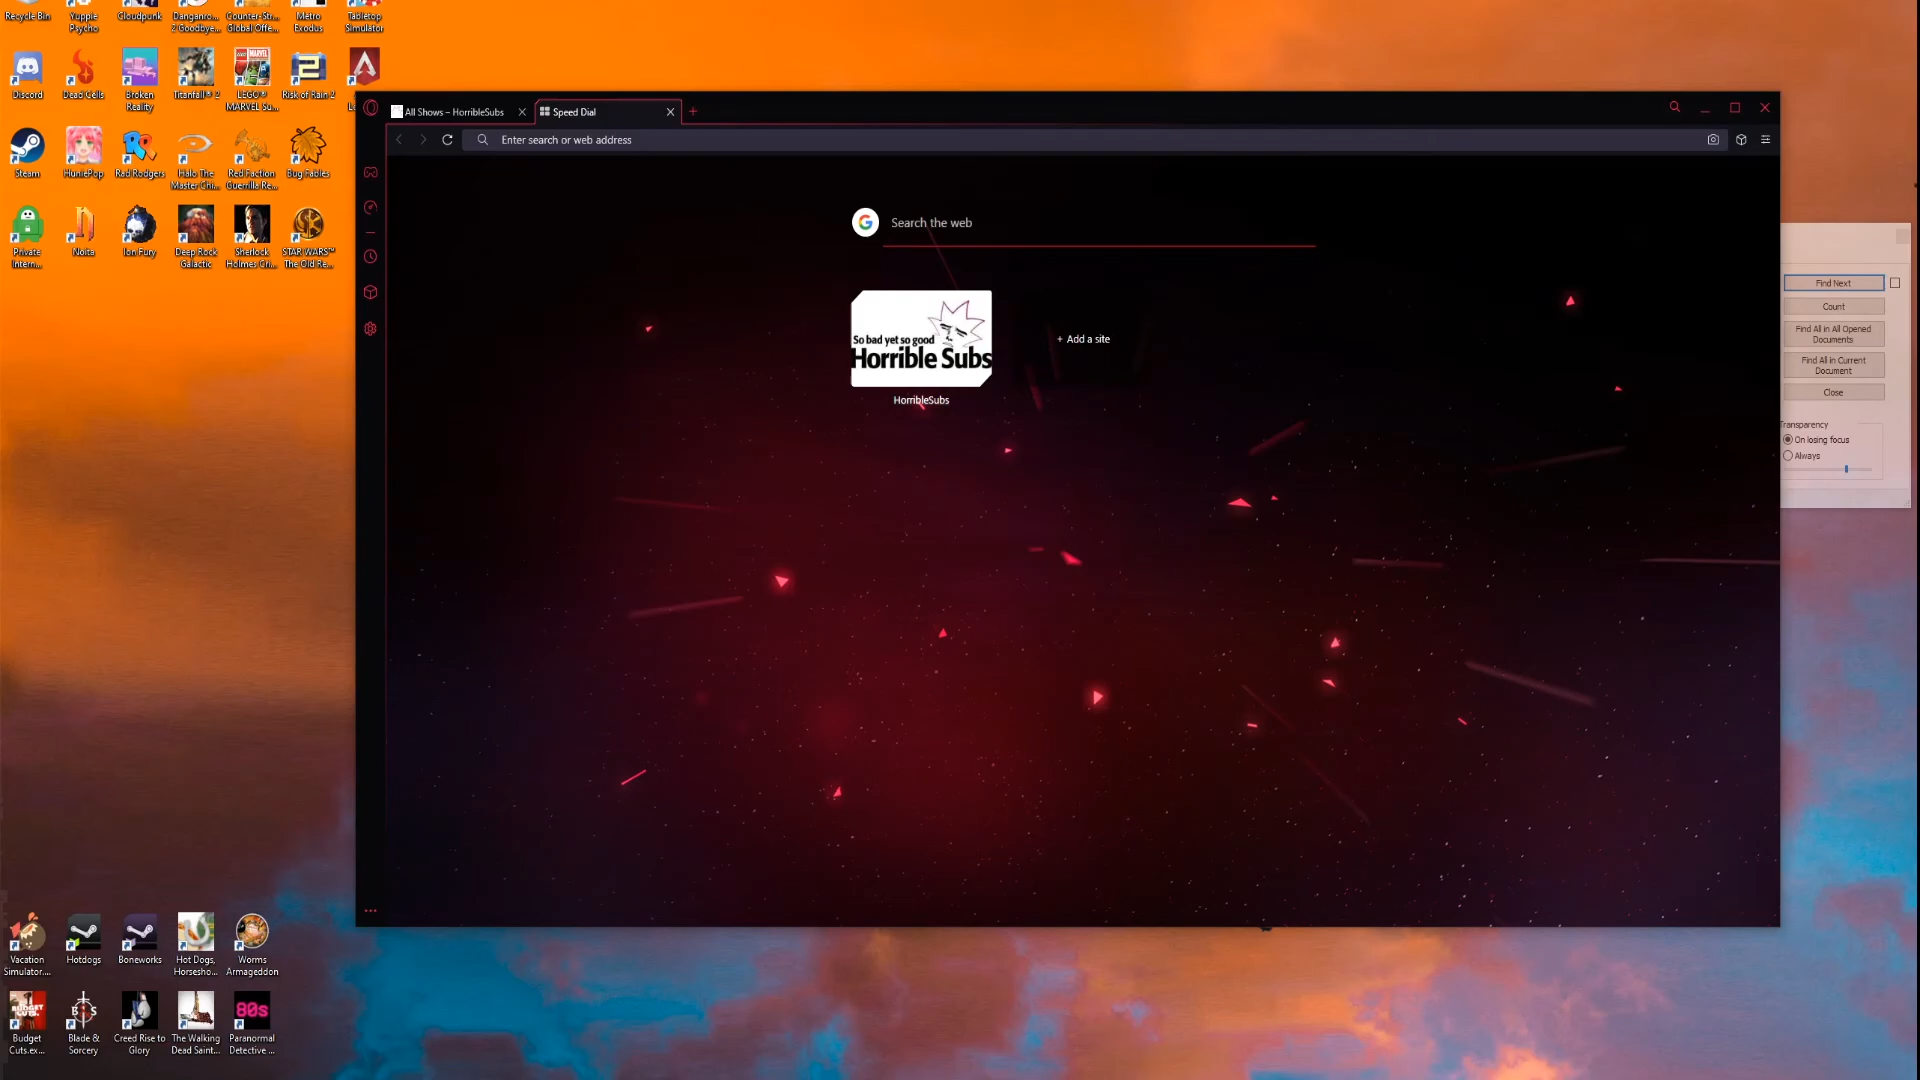 Recycle Bin
Yuppie
Psycho
Cloudpunk
Danganro...
2 Goodbye...
Counter-Str...
Global Offe...
Metro
Exodus
Tabletop
Simulator
Discord
Dead Cells
Broken
Reality
Titanfall® 2
LEGO®
MARVEL Su...
Risk of Rain 2
Steam
HuniePop
Rad Rodgers
Halo The
Master Chi...
Red Faction
Guerrilla Re...
Bug Fables
Private
Intern...
Noita
Ion Fury
Deep Rock
Galactic
Sherlock
Holmes Cri...
STAR WARS™
The Old Re...
All Shows – HorribleSubs
Speed Dial
Enter search or web address
Search the web
So bad yet so good
Horrible Subs
HorribleSubs
+ Add a site
Find Next
Count
Find All in All Opened
Documents
Find All in Current
Document
Close
Transparency
On losing focus
Always
Vacation
Simulator....
Hotdogs
Boneworks
Hot Dogs,
Horsesho...
Worms
Armageddon
BUDGET
CUTS
B S
80s
Budget
Cuts.ex...
Blade &
Sorcery
Creed Rise to
Glory
The Walking
Dead Saint...
Paranormal
Detective ...